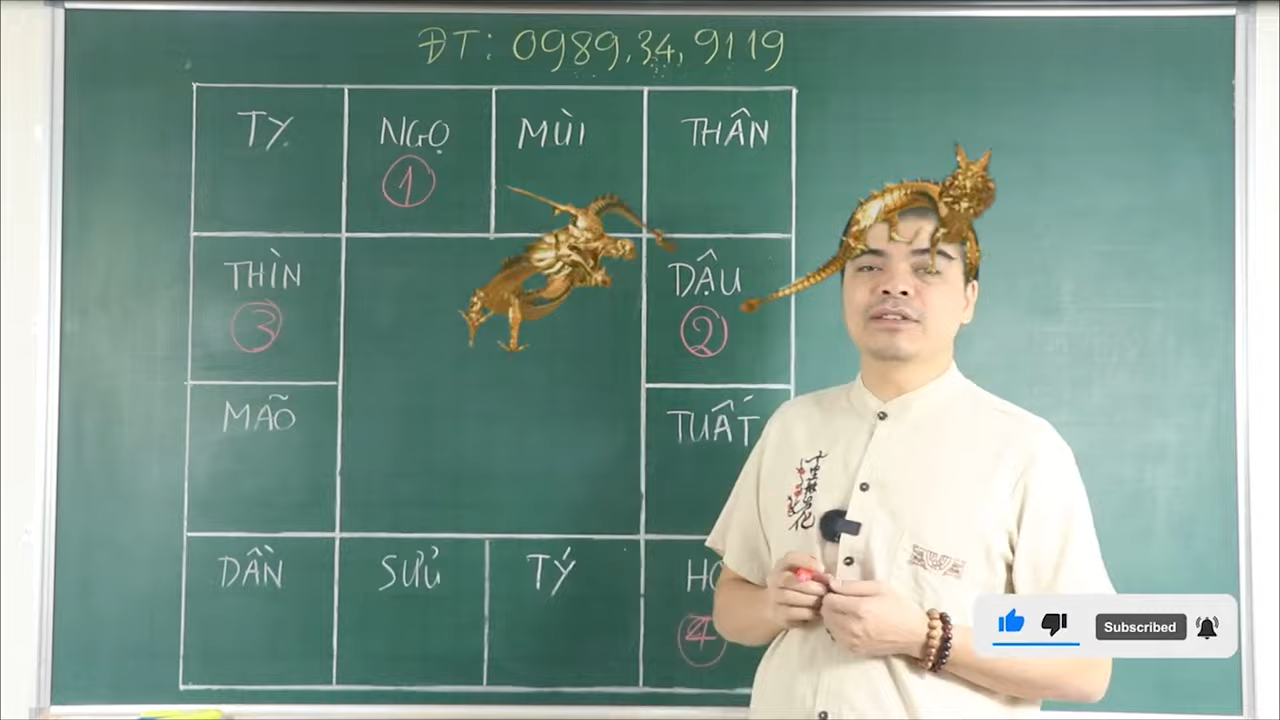 ĐT: 0989.34,9119
TỴ
NGỌ
MÙI
THÂN
1
THÌN
DẬU
3
2
MÃO
TUẤT
DẦN
SỬU
TÝ
4
Subscribed